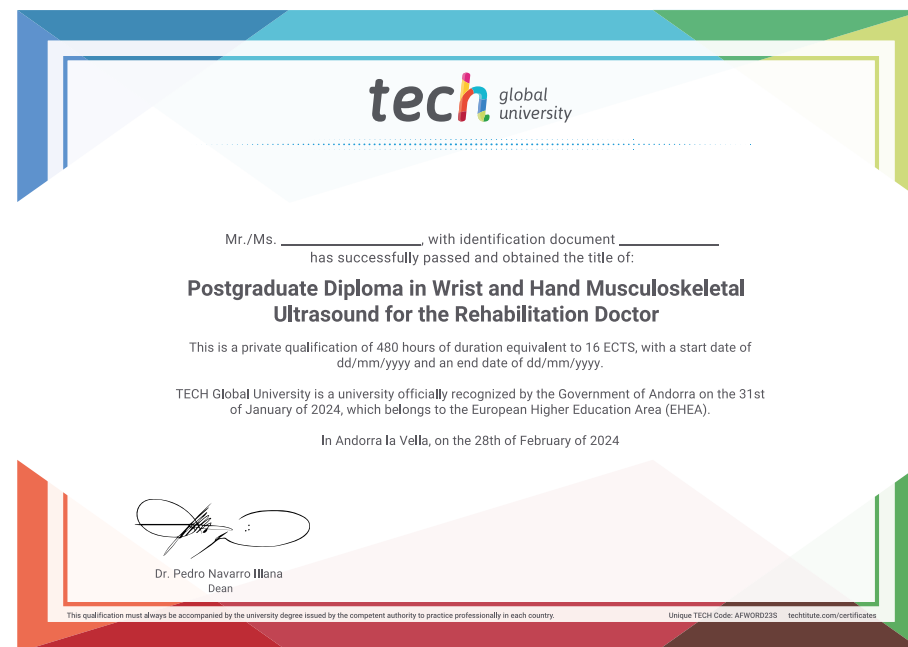 tech global
university
Mr./Ms. ____________________, with identification document ______________
has successfully passed and obtained the title of:
Postgraduate Diploma in Wrist and Hand Musculoskeletal
Ultrasound for the Rehabilitation Doctor
This is a private qualification of 480 hours of duration equivalent to 16 ECTS, with a start date of
dd/mm/yyyy and an end date of dd/mm/yyyy.
TECH Global University is a university officially recognized by the Government of Andorra on the 31st
of January of 2024, which belongs to the European Higher Education Area (EHEA).
In Andorra la Vella, on the 28th of February of 2024
Dr. Pedro Navarro Illana
Dean
This qualification must always be accompanied by the university degree issued by the competent authority to practice professionally in each country.
Unique TECH Code: AFWORD23S techtitute.com/certificates